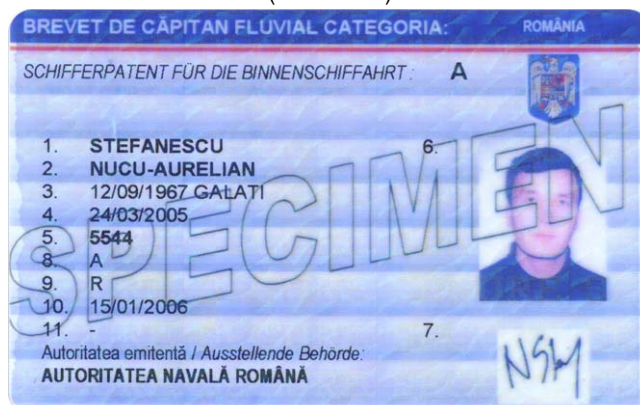 BREVET DE CĂPITAN FLUVIAL CATEGORIA: ROMÂNIA
SCHIFFERPATENT FÜR DIE BINNENSCHIFFAHRT: A
1. STEFANESCU 6.
2. NUCU-AURELIAN
3. 12/09/1967 GALATI
4. 24/03/2005
5. 5544
8. A
9. R
10. 15/01/2006
11. - 7.
Autoritatea emitentă / Ausstellende Behörde:
AUTORITATEA NAVALĂ ROMÂNĂ
SPECIMEN